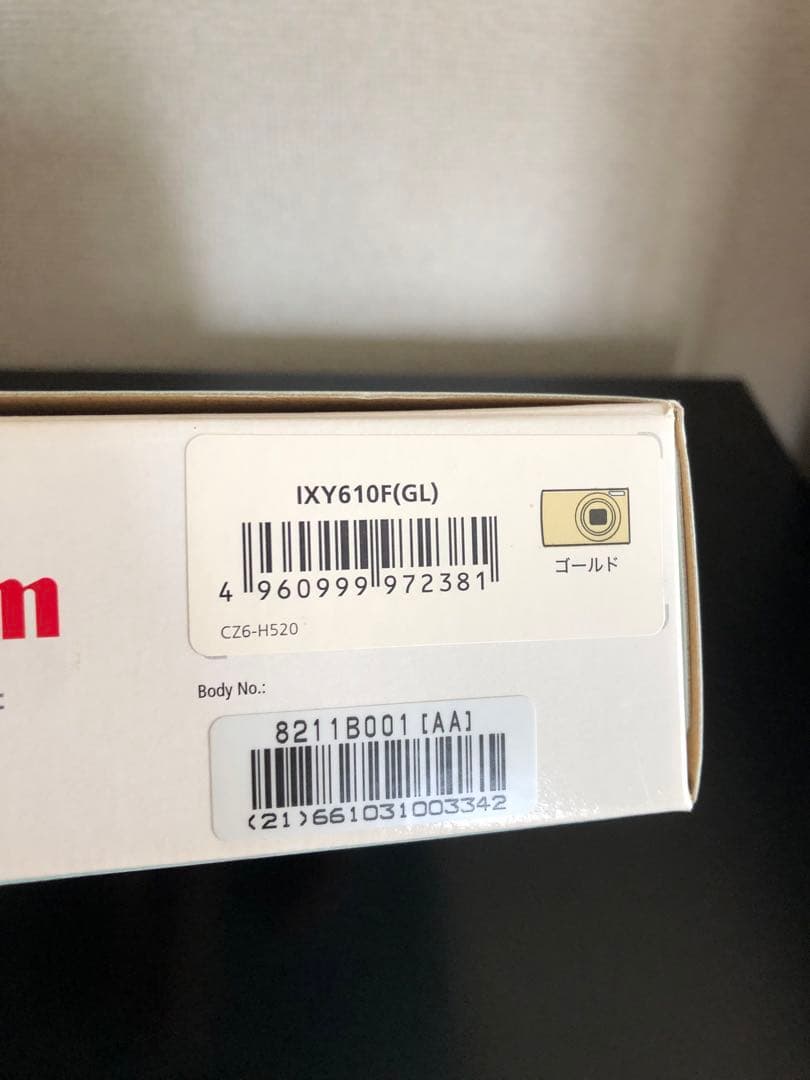 IXY610F(GL)
4 960999 972381
ゴールド
CZ6-H520
Body No.:
8211B001 [AA]
(21)661031003342